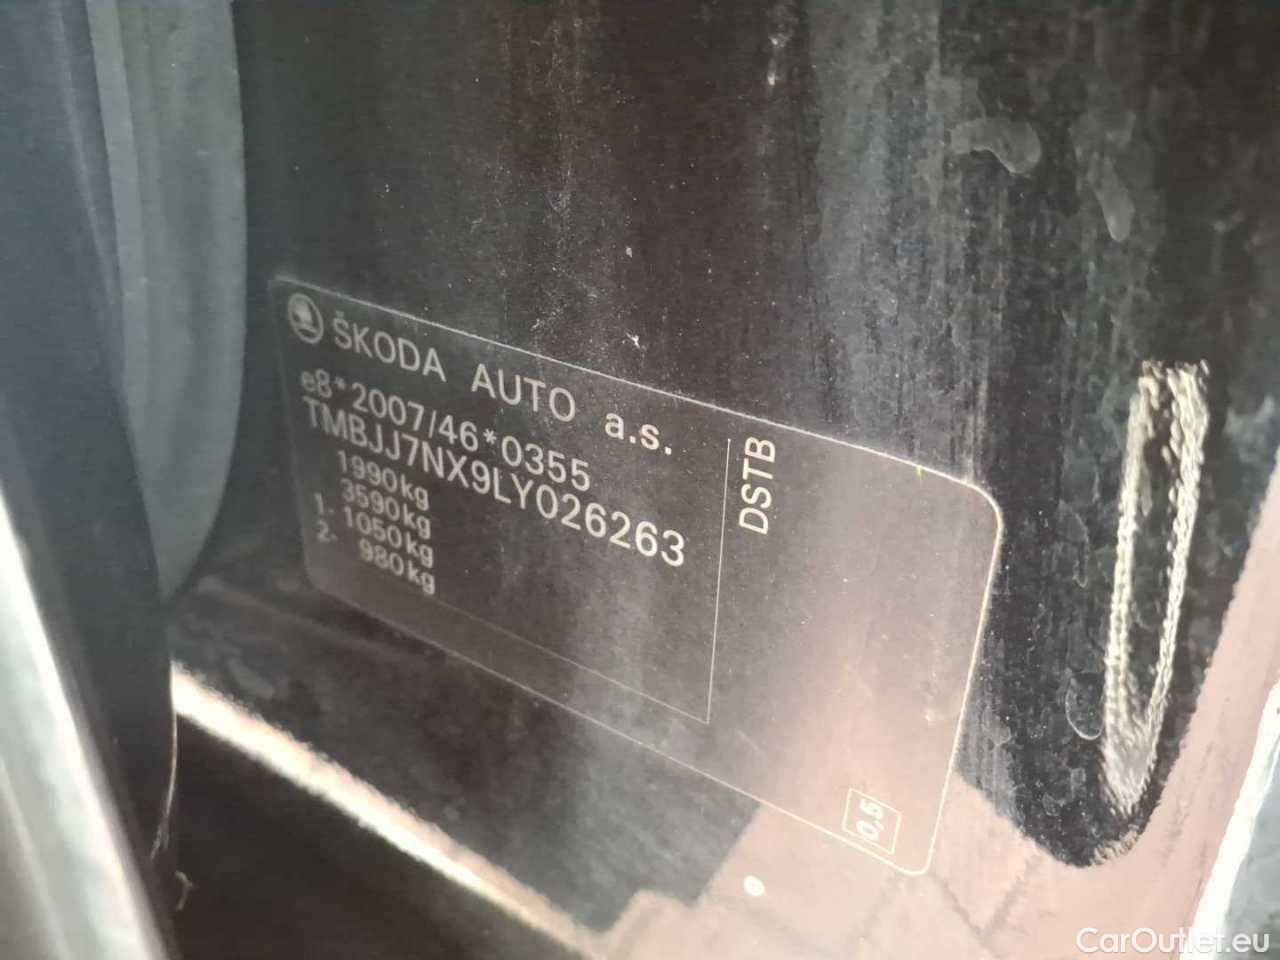 ŠKODA AUTO a.s.
e8*2007/46*0355
TMBJJ7NX9LY026263
1990kg
3590kg
1- 1050kg
2- 980kg
DSTB
0,5
CarOutlet.eu